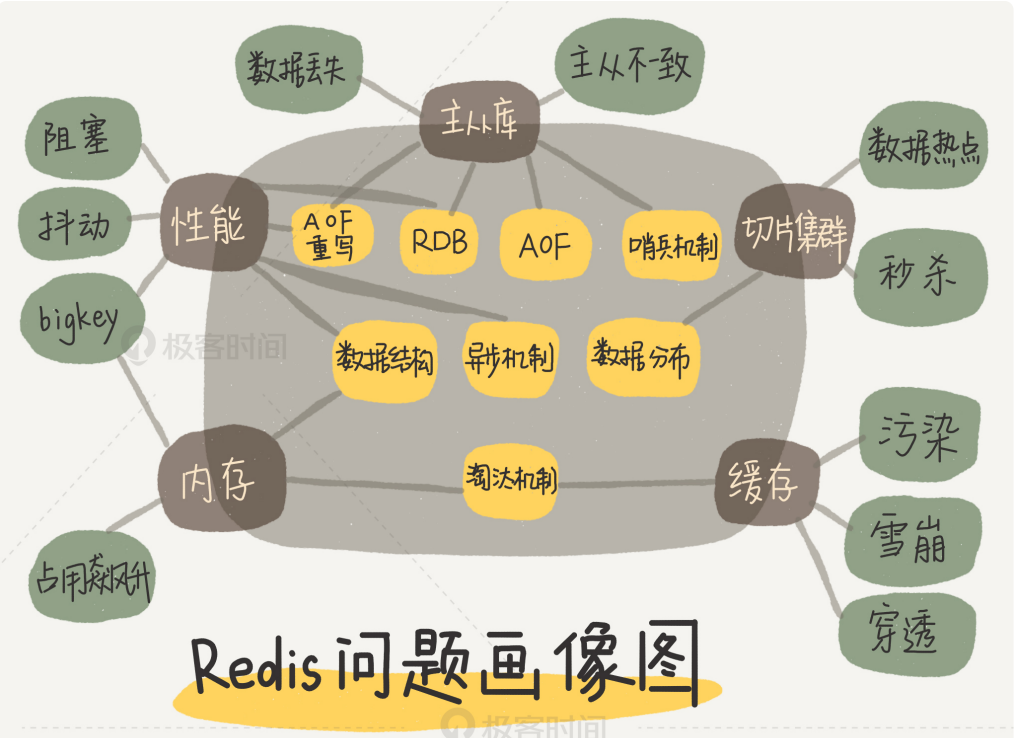 数据丢失
主从不一致
主从库
阻塞
数据热点
抖动
性能
AOF
重写
RDB
AOF
哨兵机制
切片集群
秒杀
bigkey
极客时间
数据结构
异步机制
数据分布
污染
内存
淘汰机制
缓存
雪崩
占用飙升
穿透
Redis问题画像图
极客时间